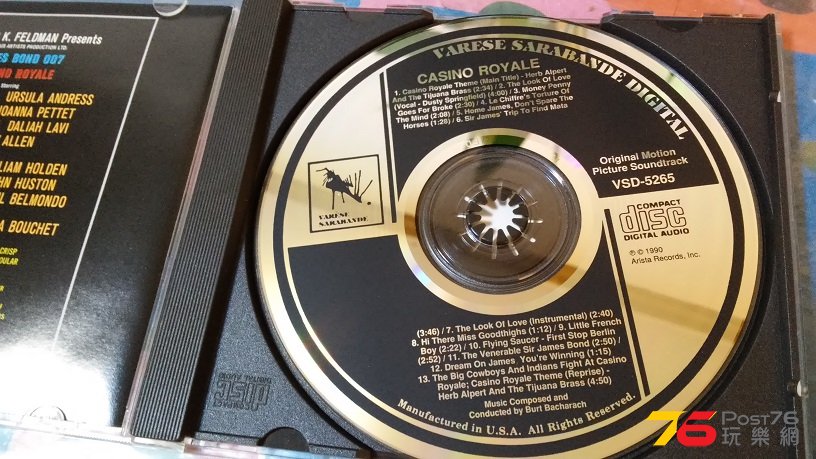 K. FELDMAN Presents
ES BOND 007
INO ROYALE
starring
URSULA ANDRESS
OANNA PETTET
DALIAH LAVI
ALLEN
LIAM HOLDEN
HN HUSTON
L BELMONDO
A BOUCHET
CRISP
VARESE SARABANDE DIGITAL
CASINO ROYALE
1. Casino Royale Theme (Main Title) - Herb Alpert
And The Tijuana Brass (2:34) / 2. The Look Of Love
(Vocal - Dusty Springfield) (4:00) / 3. Money Penny
Goes For Broke (2:30) / 4. Le Chiffre's Torture Of
The Mind (2:08) / 5. Home James, Don't Spare The
Horses (1:28) / 6. Sir James' Trip To Find Mata
Original Motion
Picture Soundtrack
VSD-5265
VARESE
SARABANDE
COMPACT
disc
DIGITAL AUDIO
℗ © 1990
Arista Records, Inc.
(3:46) / 7. The Look Of Love (Instrumental) (2:40)
8. Hi There Miss Goodthighs (1:12) / 9. Little French
Boy (2:22) / 10. Flying Saucer - First Stop Berlin
(2:52) / 11. The Venerable Sir James Bond (2:50) /
12. Dream On James, You're Winning (1:15)
13. The Big Cowboys And Indians Fight At Casino
Royale; Casino Royale Theme (Reprise) -
Herb Alpert And The Tijuana Brass (4:50)
Music Composed and
Conducted by Burt Bacharach
Manufactured in U.S.A. All Rights Reserved.
76 Post76
玩樂網